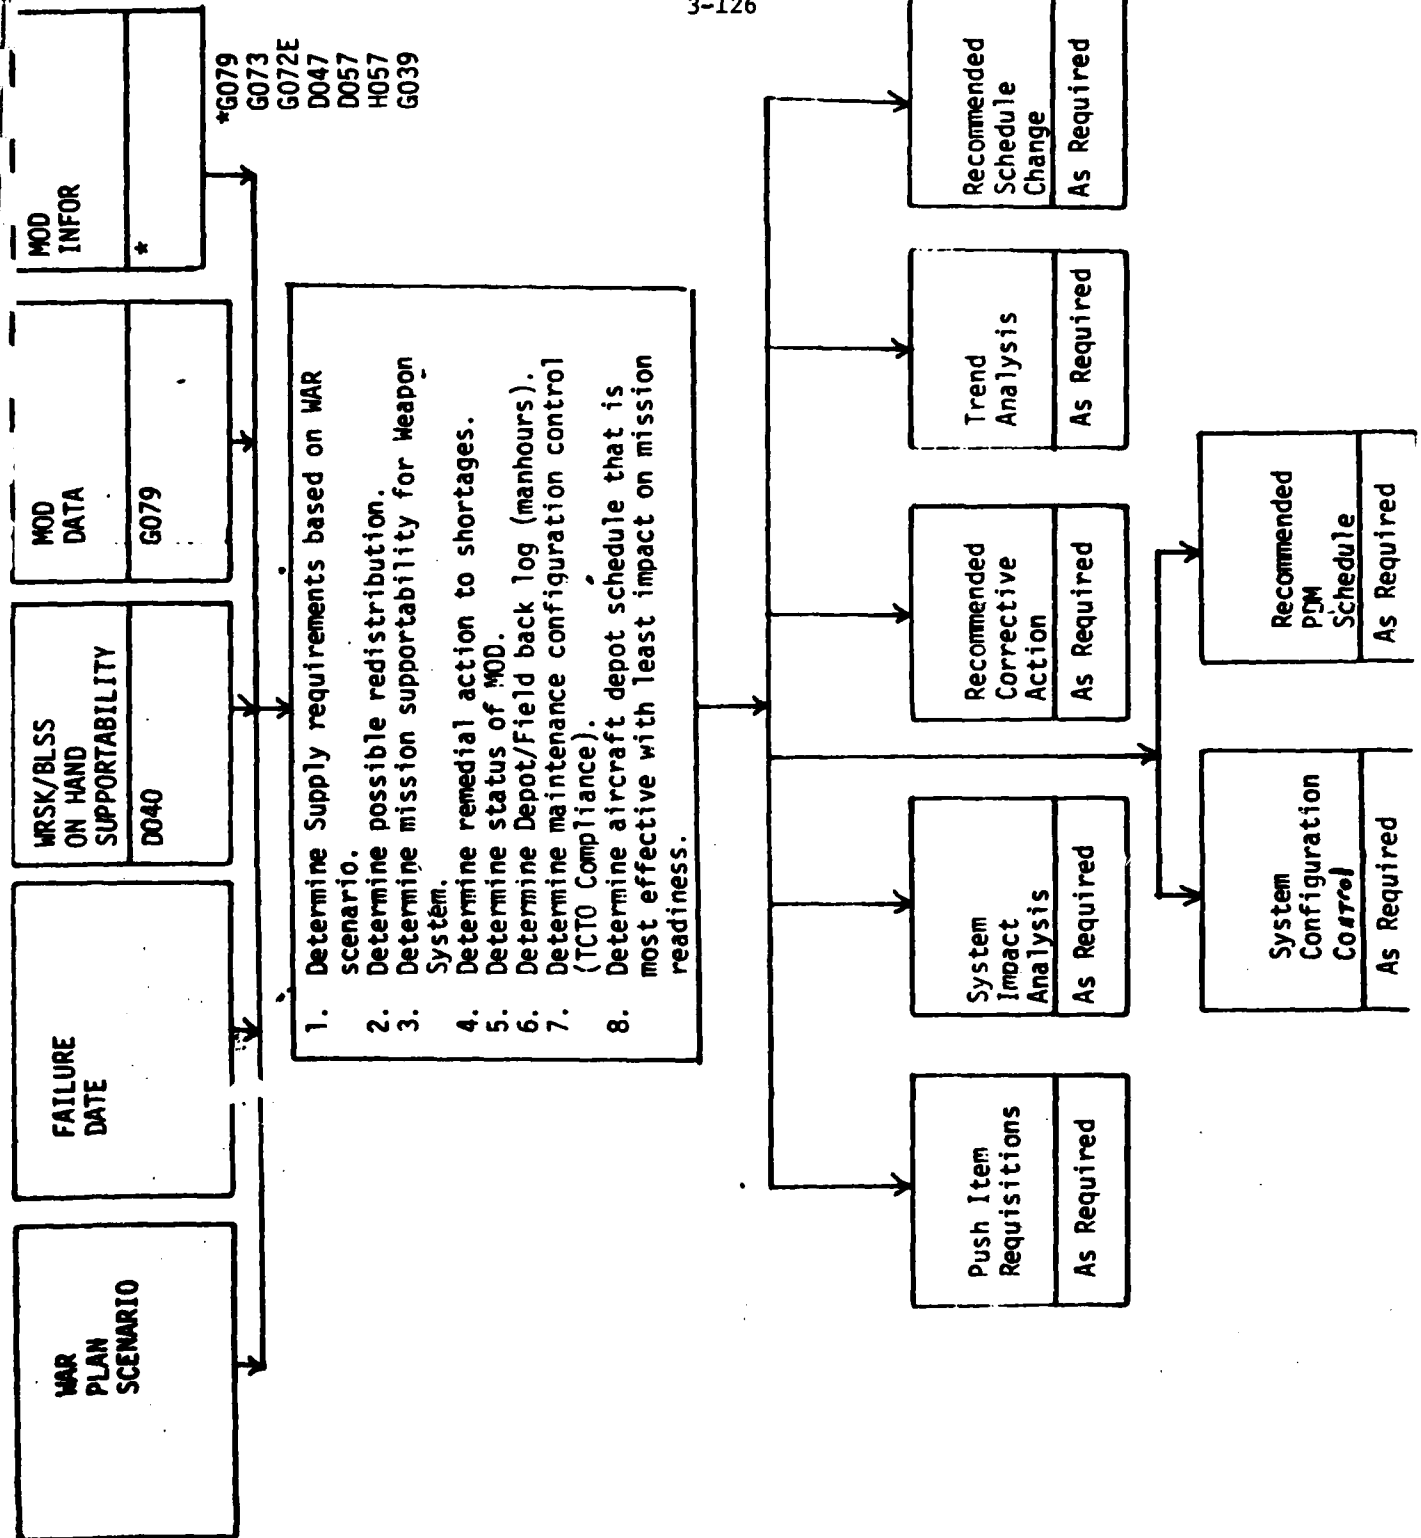 3-126
WAR
PLAN
SCENARIO
FAILURE
DATE
WRSK/BLSS
ON HAND
SUPPORTABILITY
D040
MOD
DATA
G079
MOD
INFOR
*
*G079
G073
G072E
D047
D057
H057
G039
1. Determine Supply requirements based on WAR
scenario.
2. Determine possible redistribution.
3. Determine mission supportability for Weapon
System.
4. Determine remedial action to shortages.
5. Determine status of MOD.
6. Determine Depot/Field back log (manhours).
7. Determine maintenance configuration control
(TCTO Compliance).
8. Determine aircraft depot schedule that is
most effective with least impact on mission
readiness.
Push Item
Requisitions
As Required
System
Impact
Analysis
As Required
Recommended
Corrective
Action
As Required
Trend
Analysis
As Required
Recommended
Schedule
Change
As Required
System
Configuration
Control
As Required
Recommended
PDM
Schedule
As Required